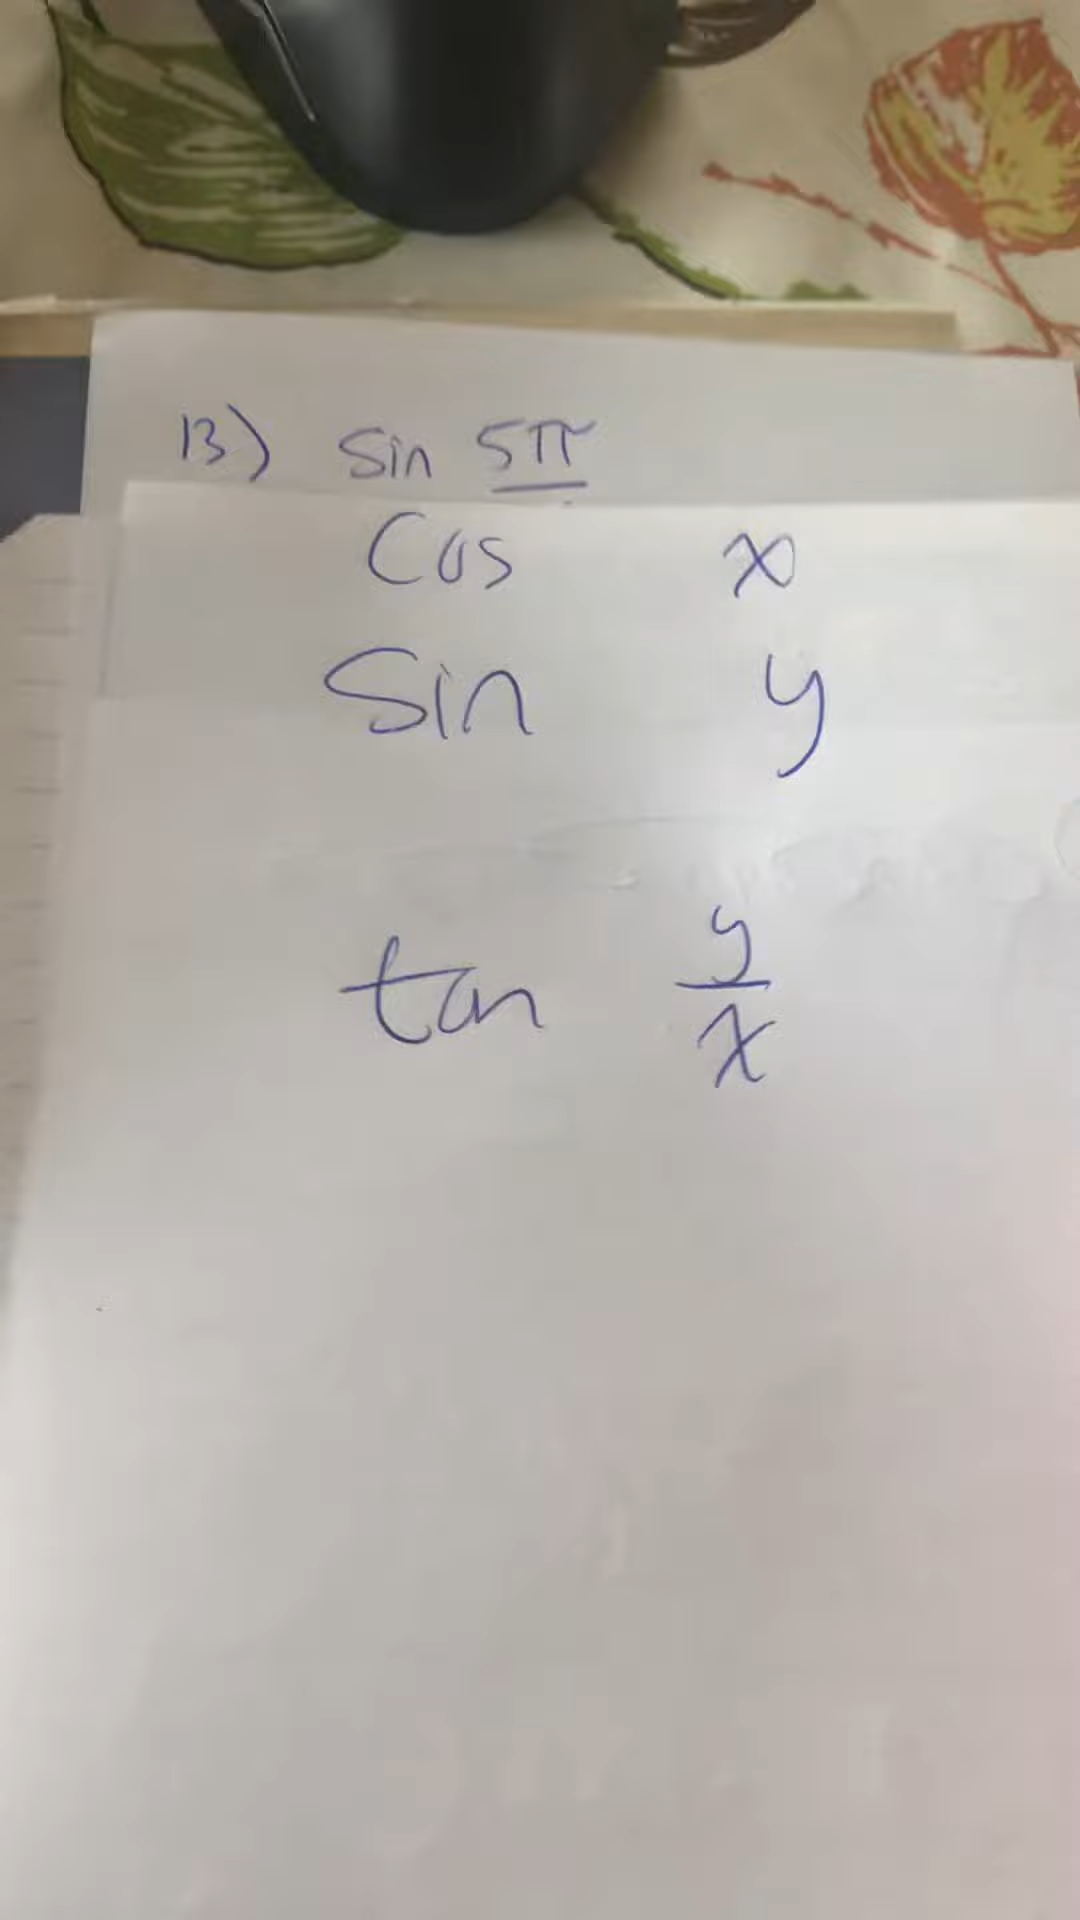 13) sin 5π
Cos x
Sin y
tan y
x